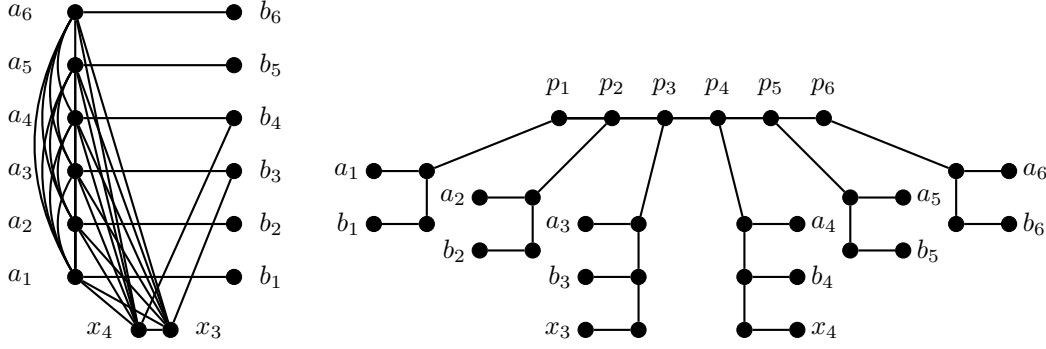 a₆ b₆
a₅ b₅
a₄ b₄
a₃ b₃
a₂ b₂
a₁ b₁
x₄ x₃
p₁ p₂ p₃ p₄ p₅ p₆
a₁ a₆
a₂ a₅
b₁ a₃ a₄ b₆
b₂ b₅
b₃ b₄
x₃ x₄